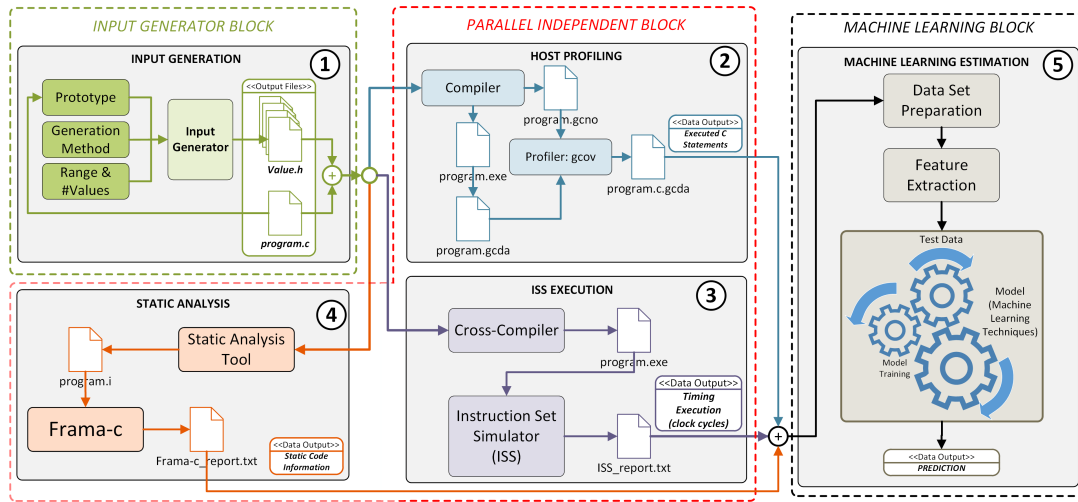 INPUT GENERATOR BLOCK
INPUT GENERATION
1
Prototype
Generation
Method
Range &
#Values
Input
Generator
<<Output Files>>
Value.h
program.c
+
PARALLEL INDEPENDENT BLOCK
HOST PROFILING
2
Compiler
program.gcno
program.exe
Profiler: gcov
program.gcda
program.c.gcda
<<Data Output>>
Executed C
Statements
ISS EXECUTION
3
Cross-Compiler
program.exe
Instruction Set
Simulator
(ISS)
ISS_report.txt
<<Data Output>>
Timing
Execution
(clock cycles)
+
STATIC ANALYSIS
4
Static Analysis
Tool
program.i
Frama-c
Frama-c_report.txt
<<Data Output>>
Static Code
Information
MACHINE LEARNING BLOCK
MACHINE LEARNING ESTIMATION
5
Data Set
Preparation
Feature
Extraction
Test Data
Model
(Machine
Learning
Techniques)
Model
Training
<<Data Output>>
PREDICTION